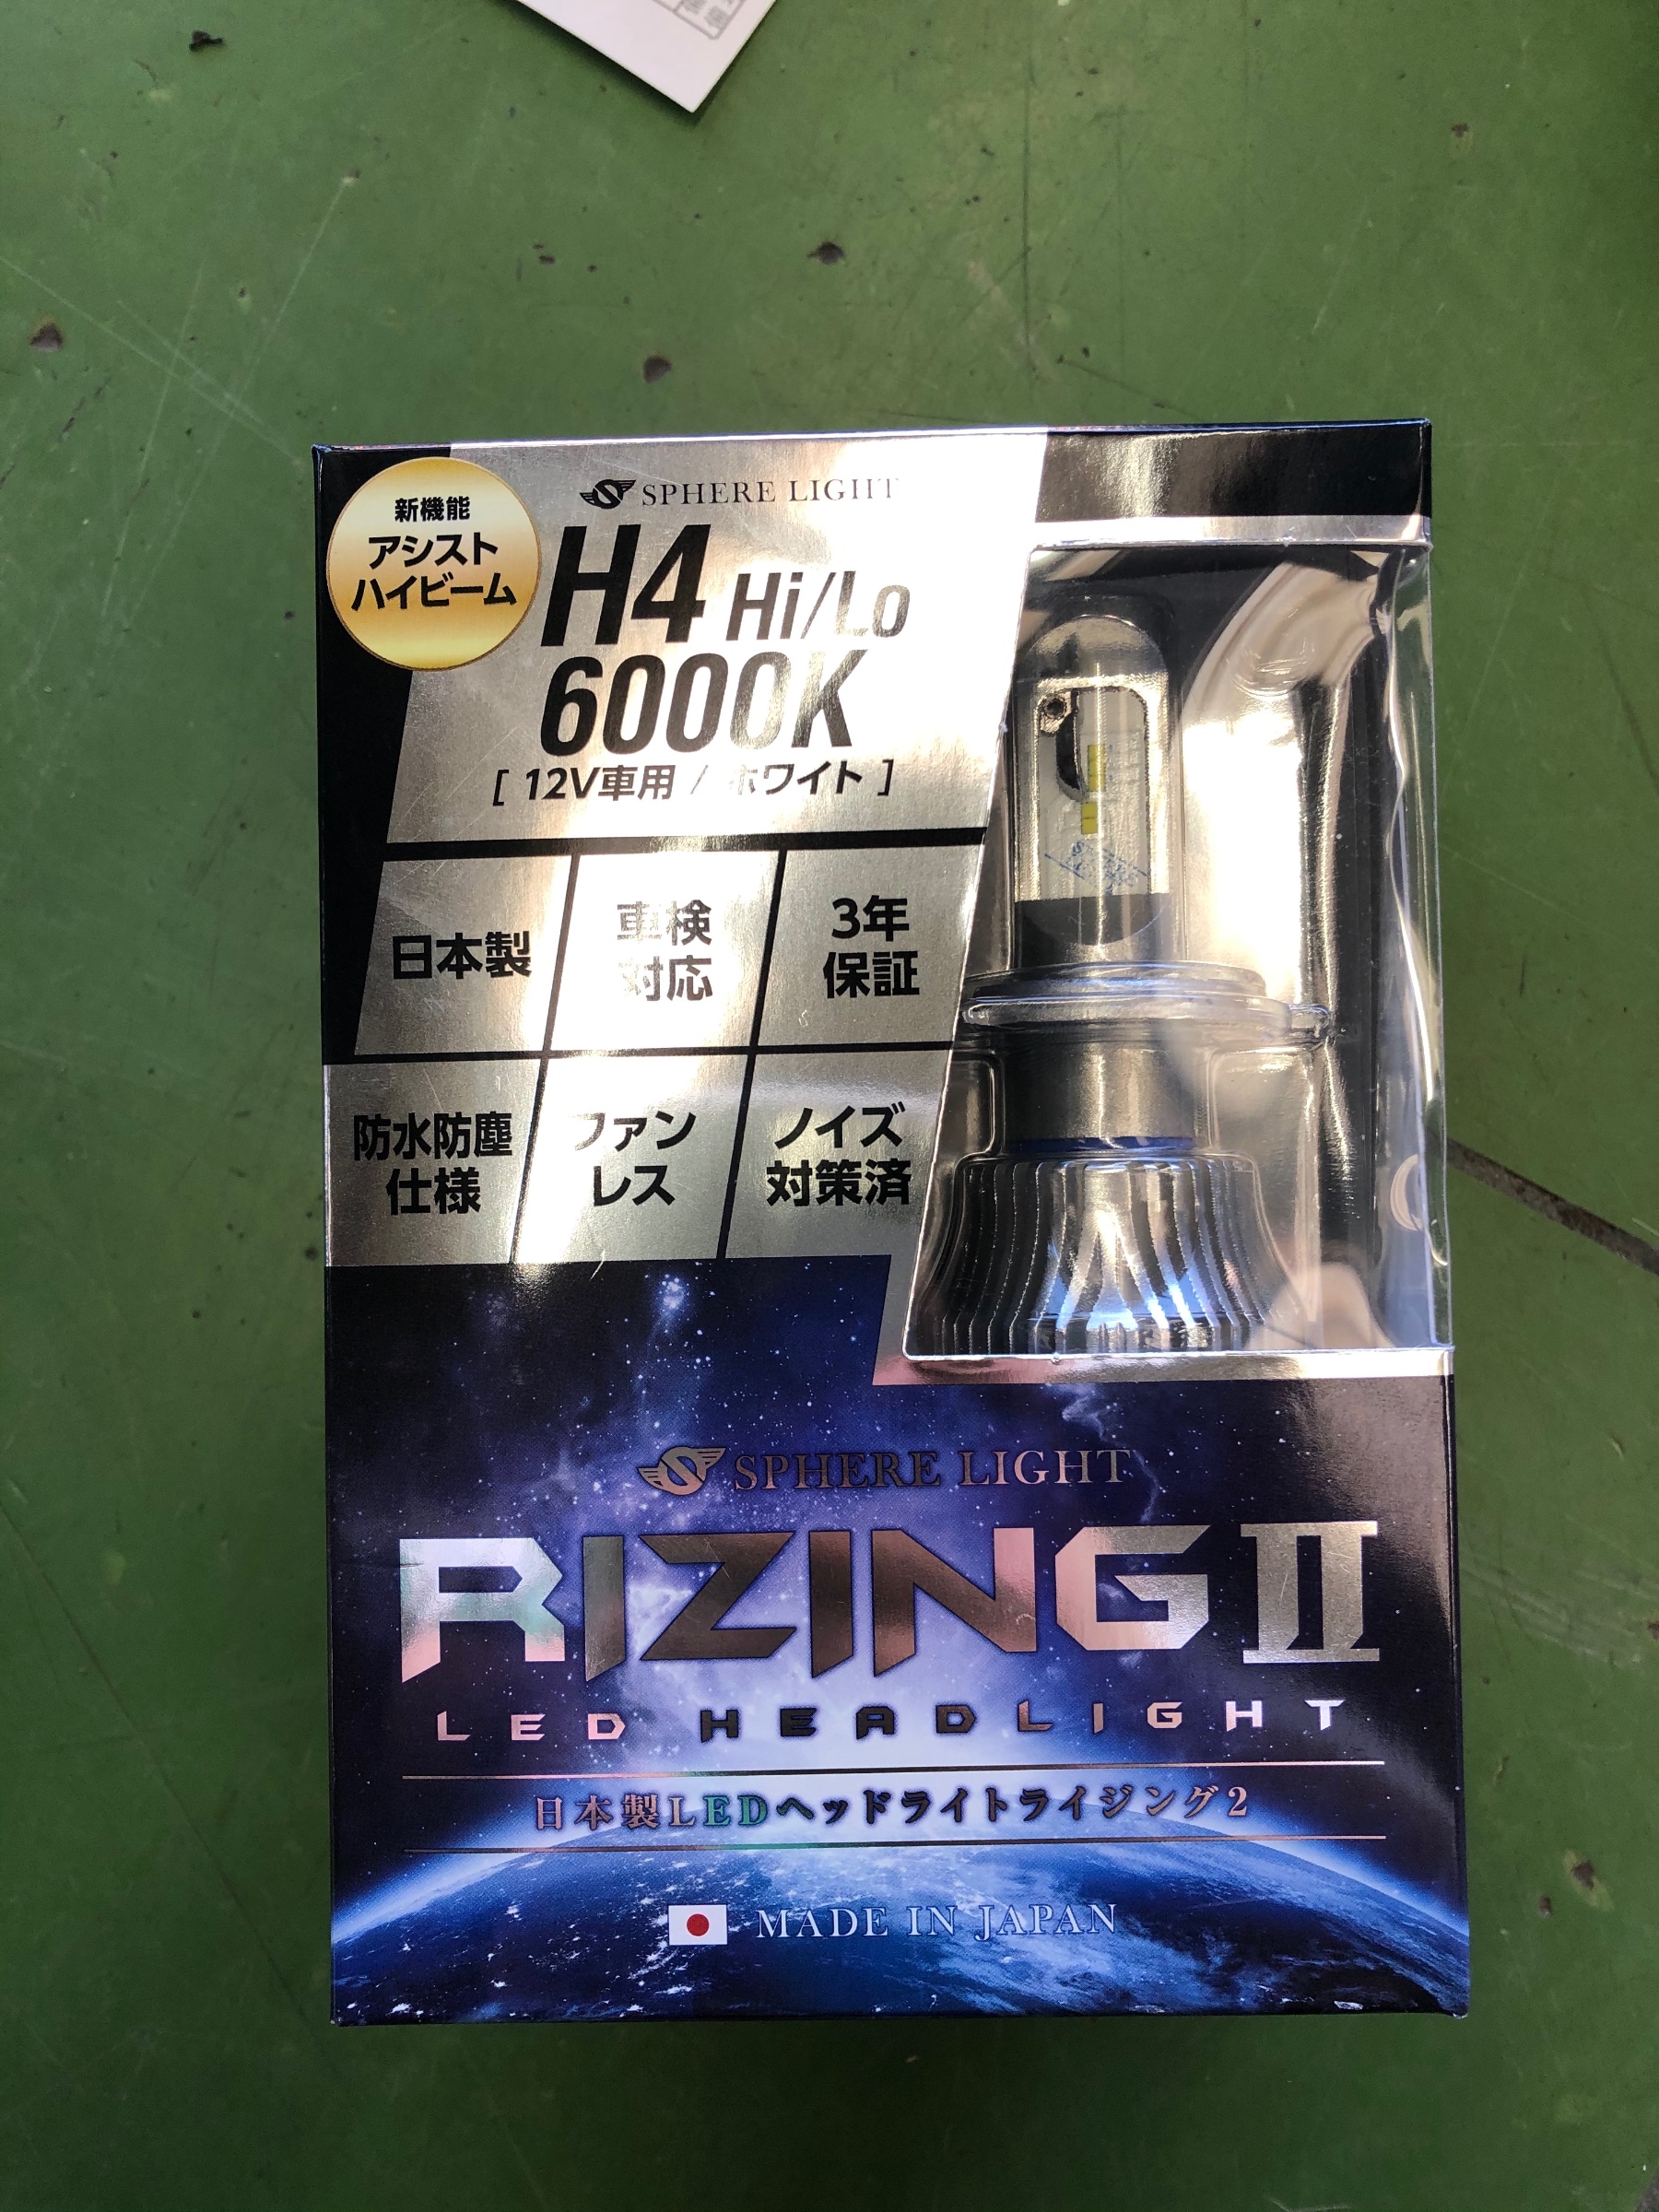 新機能
アシスト
ハイビーム
SPHERE LIGHT
H4 Hi/Lo
6000K
[ 12V車用 / ホワイト ]
日本製
車検
対応
3年
保証
防水防塵
仕様
ファン
レス
ノイズ
対策済
SPHERE LIGHT
RIZING II
LED HEADLIGHT
日本製LEDヘッドライトライジング2
MADE IN JAPAN